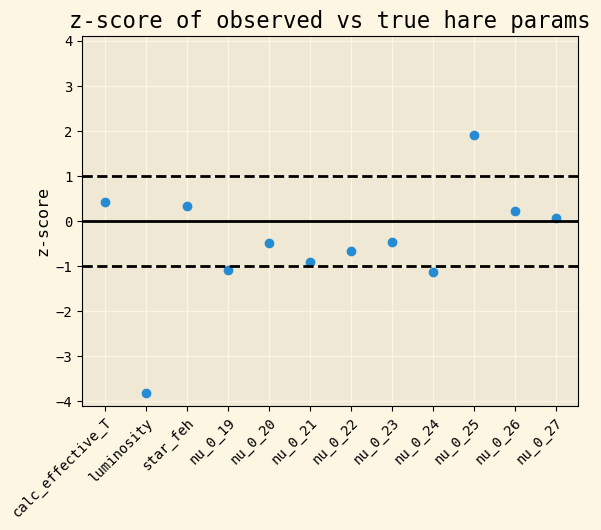 z-score of observed vs true hare params
z-score
4
3
2
1
0
−1
−2
−3
−4
calc_effective_T
luminosity
star_feh
nu_0_19
nu_0_20
nu_0_21
nu_0_22
nu_0_23
nu_0_24
nu_0_25
nu_0_26
nu_0_27